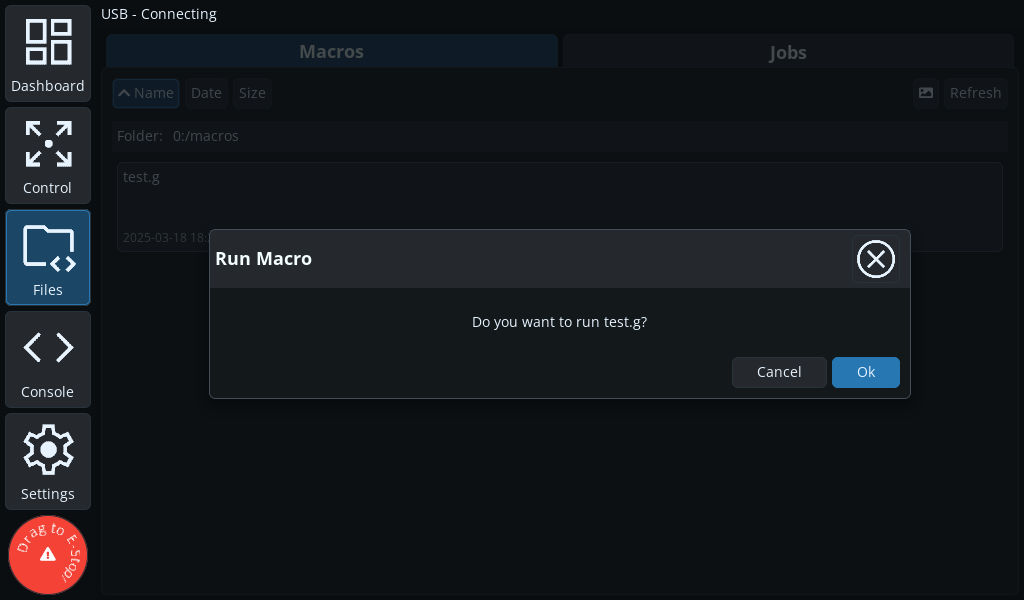 USB - Connecting
Dashboard
Control
Files
Console
Settings
Drag to E-Stop!
Macros
Jobs
Name
Date
Size
Refresh
Folder: 0:/macros
test.g
2025-03-18 18:
Run Macro
Do you want to run test.g?
Cancel
Ok